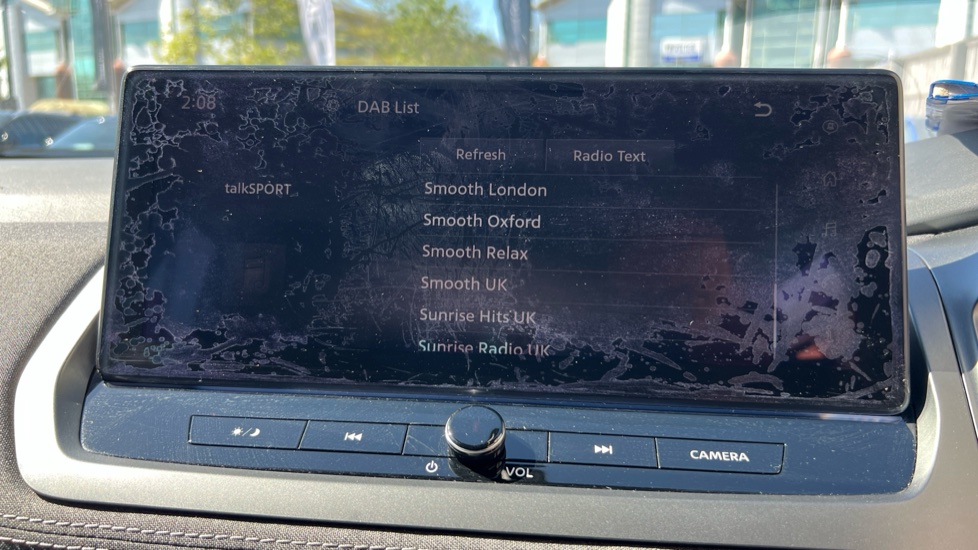 2:08
DAB List
Refresh
Radio Text
talkSPORT
Smooth London
Smooth Oxford
Smooth Relax
Smooth UK
Sunrise Hits UK
Sunrise Radio UK
CAMERA
VOL